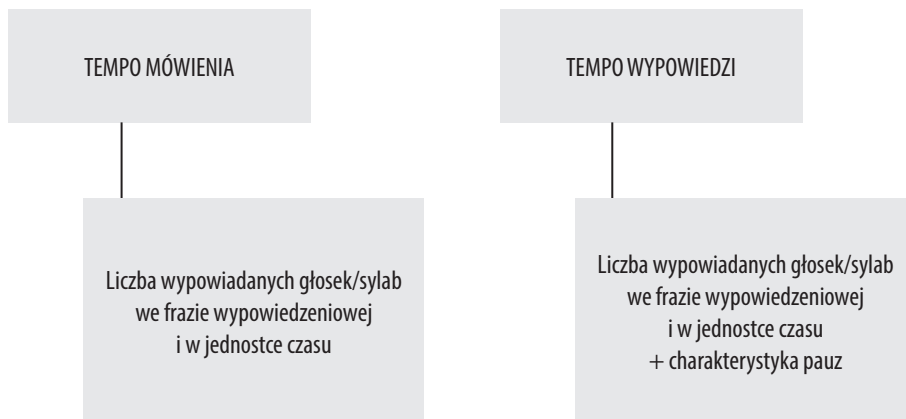 TEMPO MÓWIENIA
Liczba wypowiadanych głosek/sylab
we frazie wypowiedzeniowej
i w jednostce czasu
TEMPO WYPOWIEDZI
Liczba wypowiadanych głosek/sylab
we frazie wypowiedzeniowej
i w jednostce czasu
+ charakterystyka pauz